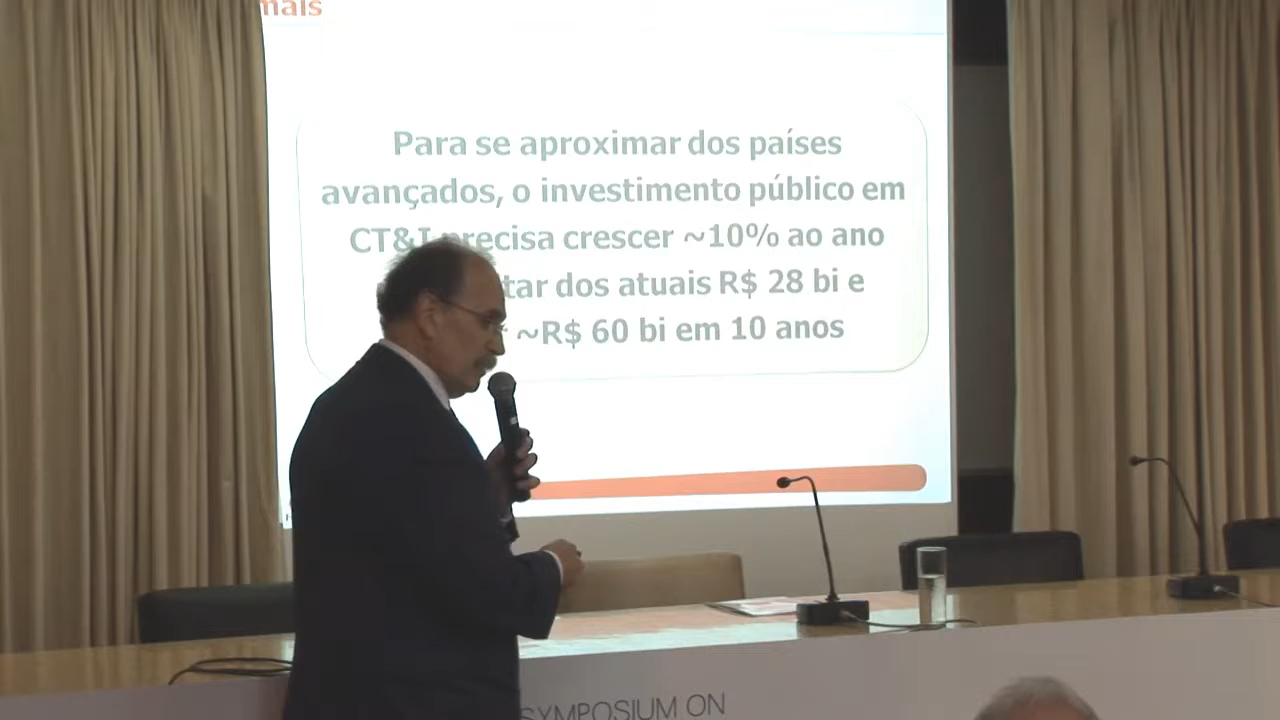 mais
Para se aproximar dos países
avançados, o investimento público em
CT&I precisa crescer ~10% ao ano
dos atuais R$ 28 bi e
~R$ 60 bi em 10 anos
SYMPOSIUM ON